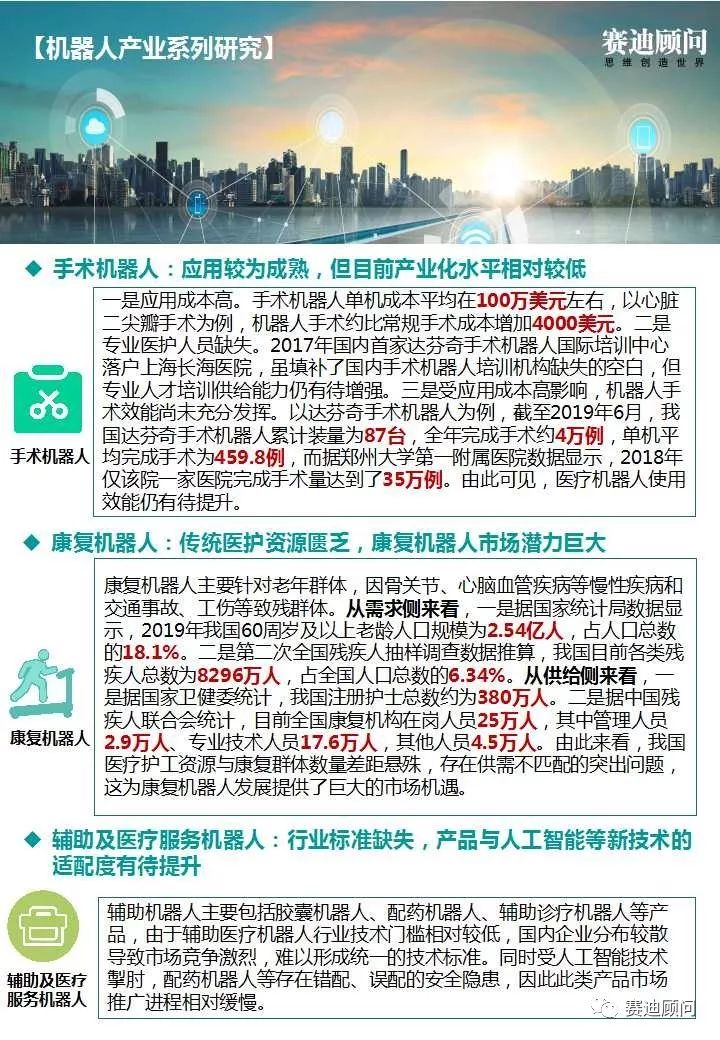 【机器人产业系列研究】
赛迪顾问
思维创造世界
◆ 手术机器人：应用较为成熟，但目前产业化水平相对较低
一是应用成本高。手术机器人单机成本平均在100万美元左右，以心脏
二尖瓣手术为例，机器人手术约比常规手术成本增加4000美元。二是
专业医护人员缺失。2017年国内首家达芬奇手术机器人国际培训中心
落户上海长海医院，虽填补了国内手术机器人培训机构缺失的空白，但
专业人才培训供给能力仍有待增强。三是受应用成本高影响，机器人手
术效能尚未充分发挥。以达芬奇手术机器人为例，截至2019年6月，我
国达芬奇手术机器人累计装量为87台，全年完成手术约4万例，单机平
均完成手术为459.8例，而据郑州大学第一附属医院数据显示，2018年
仅该院一家医院完成手术量达到了35万例。由此可见，医疗机器人使用
效能仍有待提升。
手术机器人
◆ 康复机器人：传统医护资源匮乏，康复机器人市场潜力巨大
康复机器人主要针对老年群体，因骨关节、心脑血管疾病等慢性疾病和
交通事故、工伤等致残群体。从需求侧来看，一是据国家统计局数据显
示，2019年我国60周岁及以上老龄人口规模为2.54亿人，占人口总数
的18.1%。二是第二次全国残疾人抽样调查数据推算，我国目前各类残
疾人总数为8296万人，占全国人口总数的6.34%。从供给侧来看，一
是据国家卫健委统计，我国注册护士总数约为380万人。二是据中国残
疾人联合会统计，目前全国康复机构在岗人员25万人，其中管理人员
2.9万人、专业技术人员17.6万人，其他人员4.5万人。由此来看，我国
医疗护工资源与康复群体数量差距悬殊，存在供需不匹配的突出问题，
这为康复机器人发展提供了巨大的市场机遇。
康复机器人
◆ 辅助及医疗服务机器人：行业标准缺失，产品与人工智能等新技术的
适配度有待提升
辅助机器人主要包括胶囊机器人、配药机器人、辅助诊疗机器人等产
品，由于辅助医疗机器人行业技术门槛相对较低，国内企业分布较散
导致市场竞争激烈，难以形成统一的技术标准。同时受人工智能技术
掣肘，配药机器人等存在错配、误配的安全隐患，因此此类产品市场
推广进程相对缓慢。
辅助及医疗
服务机器人
赛迪顾问